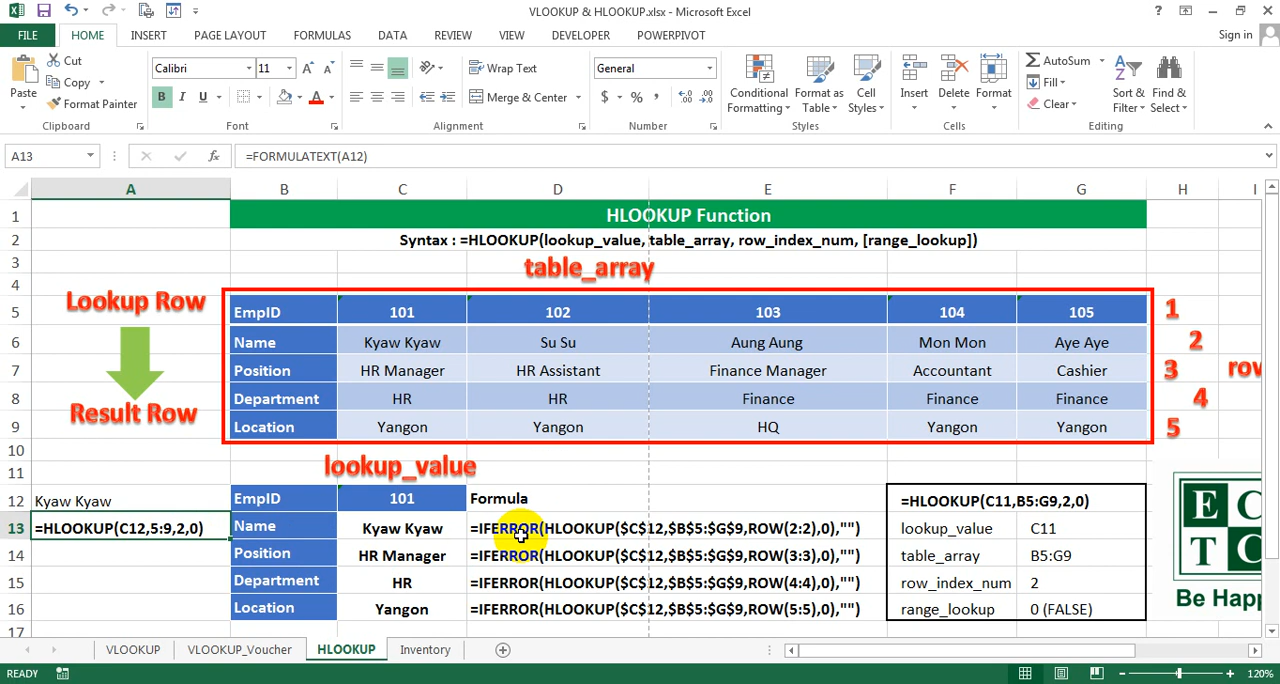 VLOOKUP & HLOOKUP.xlsx - Microsoft Excel
Sign in
FILE HOME INSERT PAGE LAYOUT FORMULAS DATA REVIEW VIEW DEVELOPER POWERPIVOT
Paste Cut Copy Format Painter
Clipboard
Calibri 11
B I U
Font
Wrap Text
Merge & Center
Alignment
General
$ % ,
Number
Conditional Formatting Format as Table Cell Styles
Styles
Insert Delete Format
Cells
AutoSum Fill Clear Sort & Filter Find & Select
Editing
A13 fx =FORMULATEXT(A12)
A B C D E F G H I
1 HLOOKUP Function
2 Syntax : =HLOOKUP(lookup_value, table_array, row_index_num, [range_lookup])
3 table_array
4
Lookup Row
5 EmpID 101 102 103 104 105 1
6 Name Kyaw Kyaw Su Su Aung Aung Mon Mon Aye Aye 2
7 Position HR Manager HR Assistant Finance Manager Accountant Cashier 3 row
8 Department HR HR Finance Finance Finance 4
Result Row
9 Location Yangon Yangon HQ Yangon Yangon 5
10
11 lookup_value
12 Kyaw Kyaw EmpID 101 Formula =HLOOKUP(C11,B5:G9,2,0)
13 =HLOOKUP(C12,5:9,2,0) Name Kyaw Kyaw =IFERROR(HLOOKUP($C$12,$B$5:$G$9,ROW(2:2),0),"") lookup_value C11
14 Position HR Manager =IFERROR(HLOOKUP($C$12,$B$5:$G$9,ROW(3:3),0),"") table_array B5:G9
15 Department HR =IFERROR(HLOOKUP($C$12,$B$5:$G$9,ROW(4:4),0),"") row_index_num 2
16 Location Yangon =IFERROR(HLOOKUP($C$12,$B$5:$G$9,ROW(5:5),0),"") range_lookup 0 (FALSE)
17
E C
T C
Be Happ
VLOOKUP VLOOKUP_Voucher HLOOKUP Inventory
READY 120%